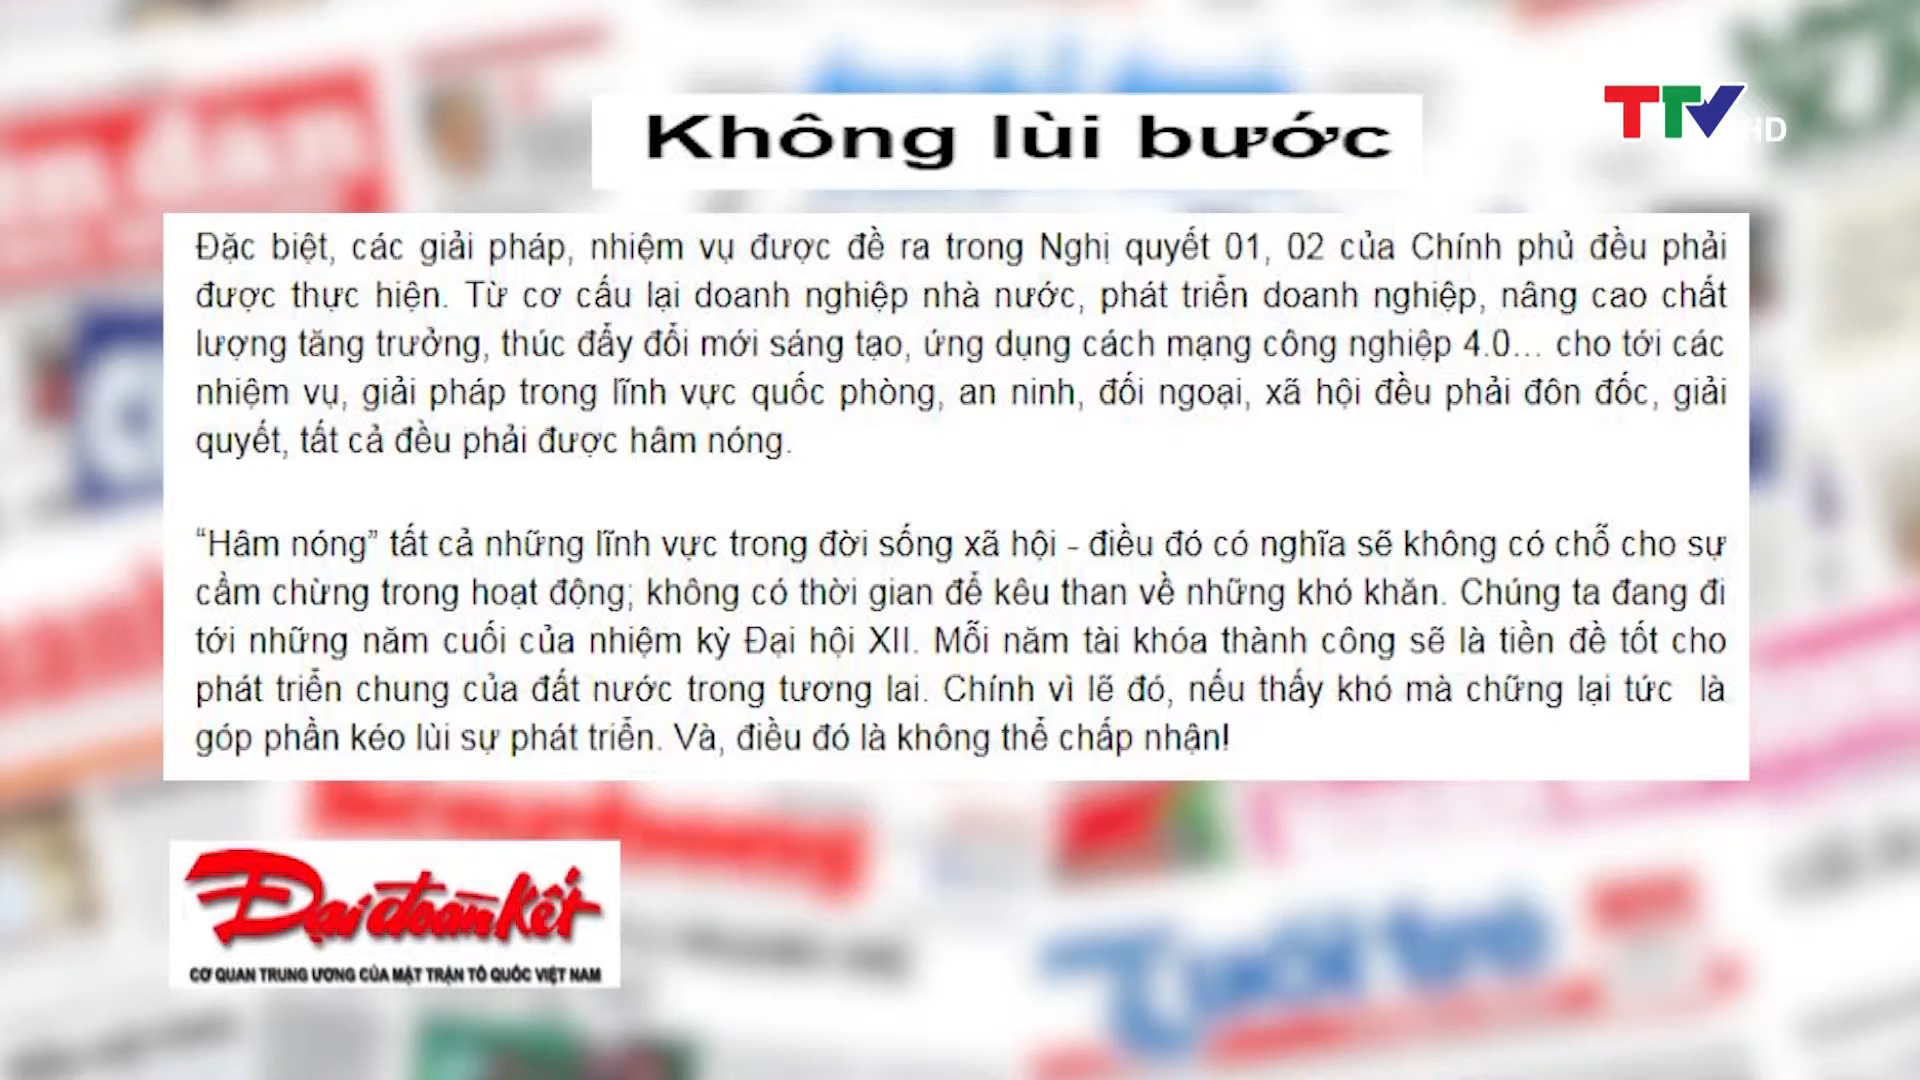 Không lùi bước
TTV HD
Đặc biệt, các giải pháp, nhiệm vụ được đề ra trong Nghị quyết 01, 02 của Chính phủ đều phải
được thực hiện. Từ cơ cấu lại doanh nghiệp nhà nước, phát triển doanh nghiệp, nâng cao chất
lượng tăng trưởng, thúc đẩy đổi mới sáng tạo, ứng dụng cách mạng công nghiệp 4.0... cho tới các
nhiệm vụ, giải pháp trong lĩnh vực quốc phòng, an ninh, đối ngoại, xã hội đều phải đôn đốc, giải
quyết, tất cả đều phải được hâm nóng.
“Hâm nóng” tất cả những lĩnh vực trong đời sống xã hội - điều đó có nghĩa sẽ không có chỗ cho sự
cầm chừng trong hoạt động; không có thời gian để kêu than về những khó khăn. Chúng ta đang đi
tới những năm cuối của nhiệm kỳ Đại hội XII. Mỗi năm tài khóa thành công sẽ là tiền đề tốt cho
phát triển chung của đất nước trong tương lai. Chính vì lẽ đó, nếu thấy khó mà chững lại tức là
góp phần kéo lùi sự phát triển. Và, điều đó là không thể chấp nhận!
Đại đoàn kết
CƠ QUAN TRUNG ƯƠNG CỦA MẶT TRẬN TỔ QUỐC VIỆT NAM
Tuổi trẻ